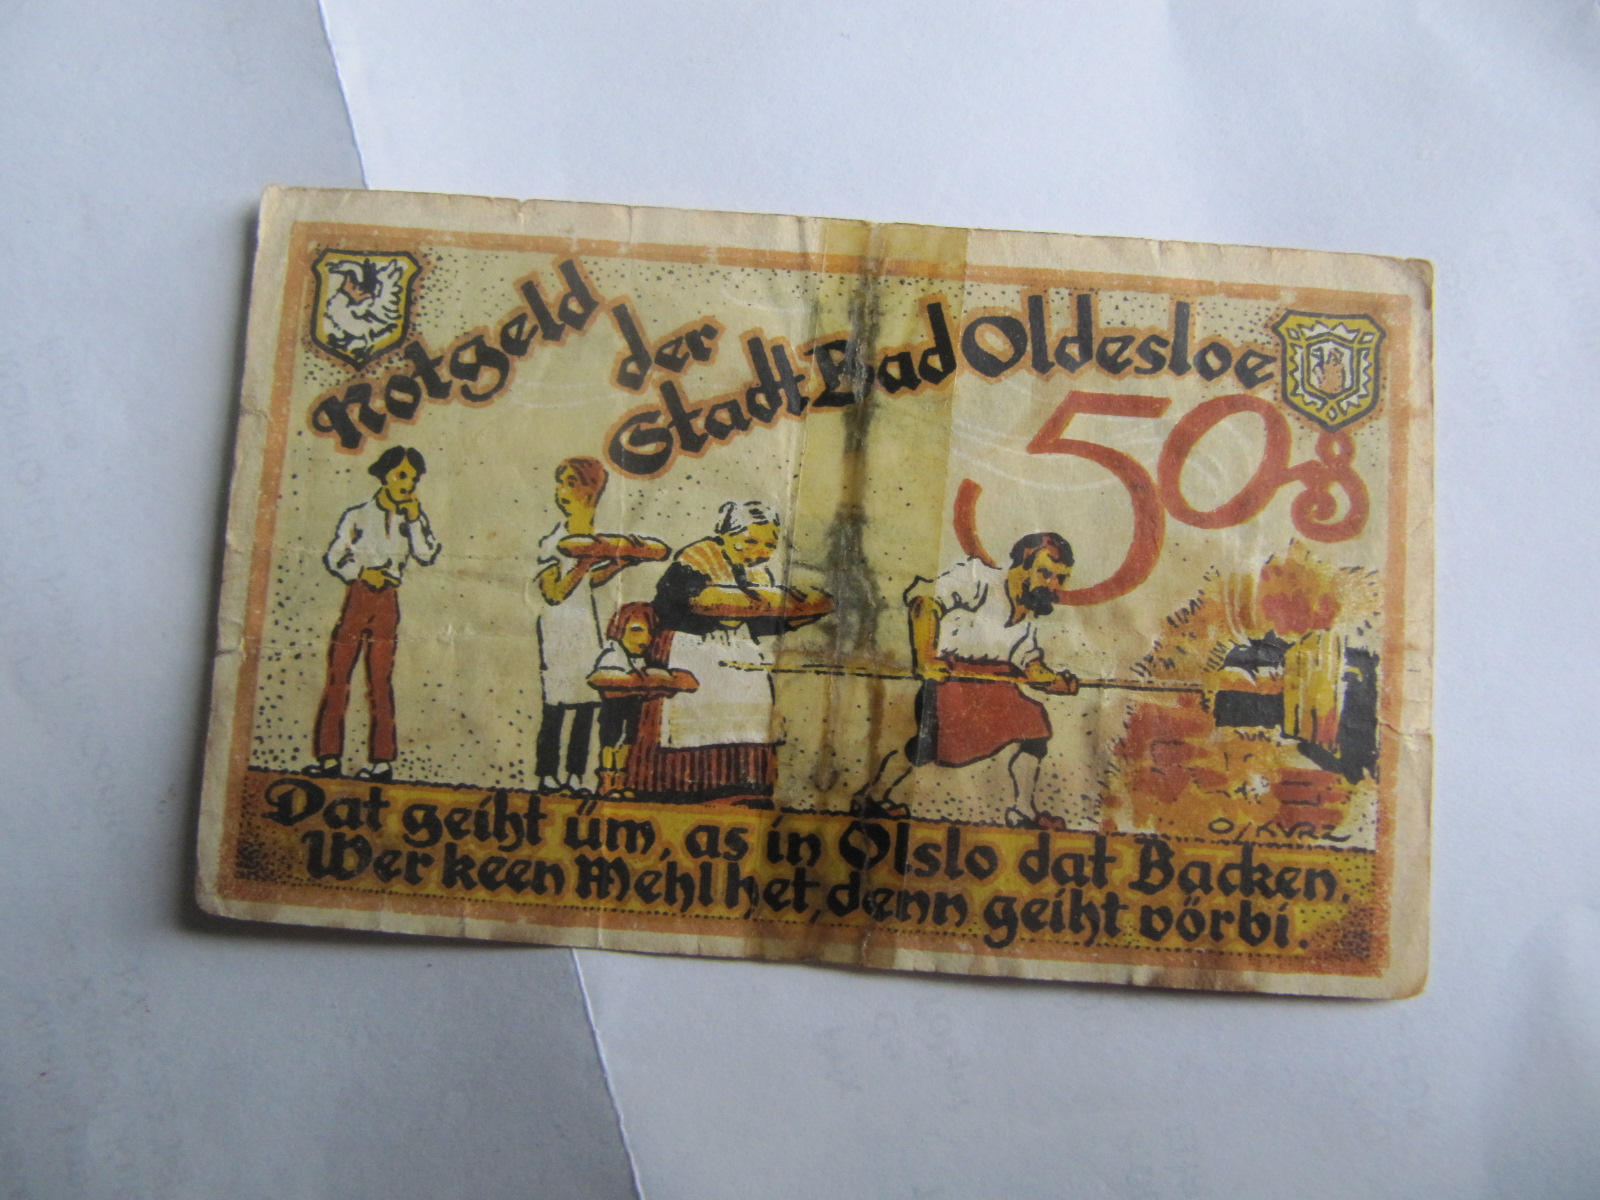 Notgeld
der
Stadt Bad Oldesloe
50 ₰
O/KURZ
Dat geiht üm, as in Olslo dat Backen,
Wer keen Mehl het, denn geiht vörbi.